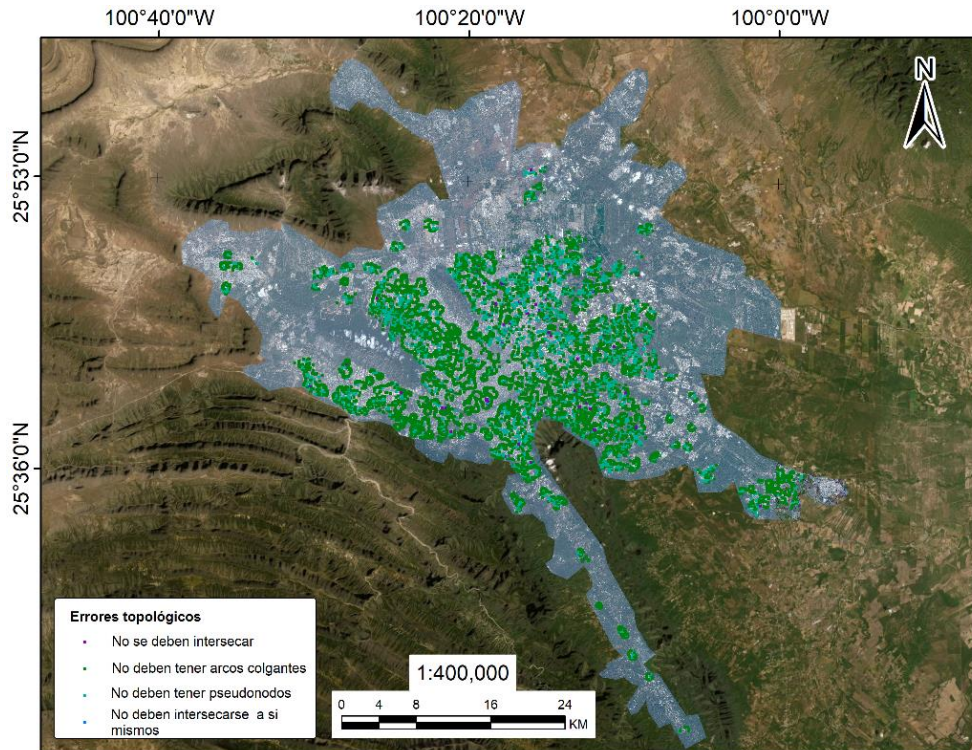 100°40'0"W 100°20'0"W 100°0'0"W
N
25°53'0"N
25°36'0"N
Errores topológicos
No se deben intersecar
No deben tener arcos colgantes
No deben tener pseudonodos
No deben intersecarse a si
mismos
1:400,000
0 4 8 16 24
KM